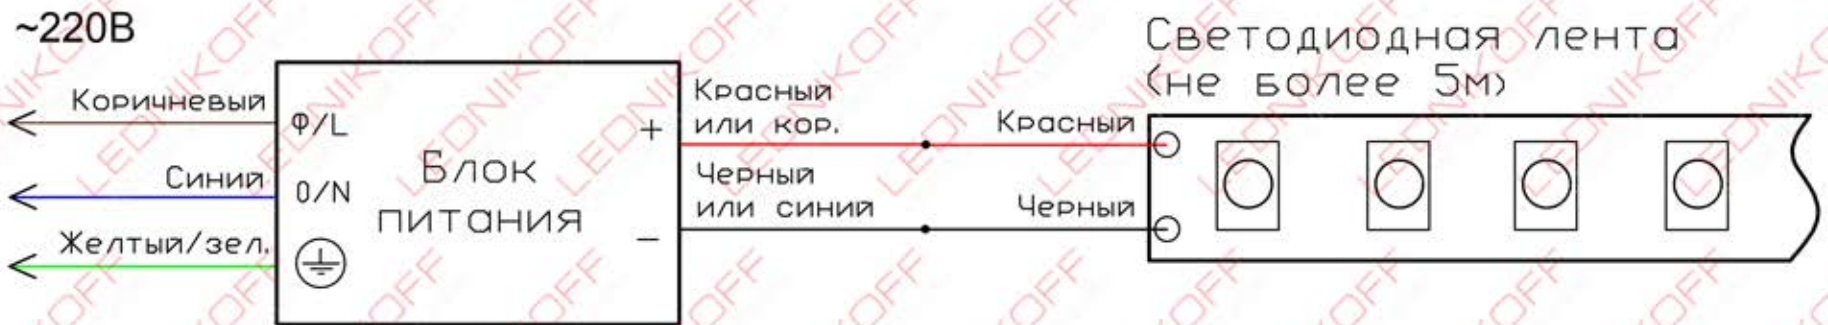 ~220В
Коричневый
Синий
Желтый/зел.
Ф/L
0/N
Блок
питания
+
−
Красный
или кор.
Черный
или синий
Красный
Черный
Светодиодная лента
(не более 5м)
LEDNIKOFF